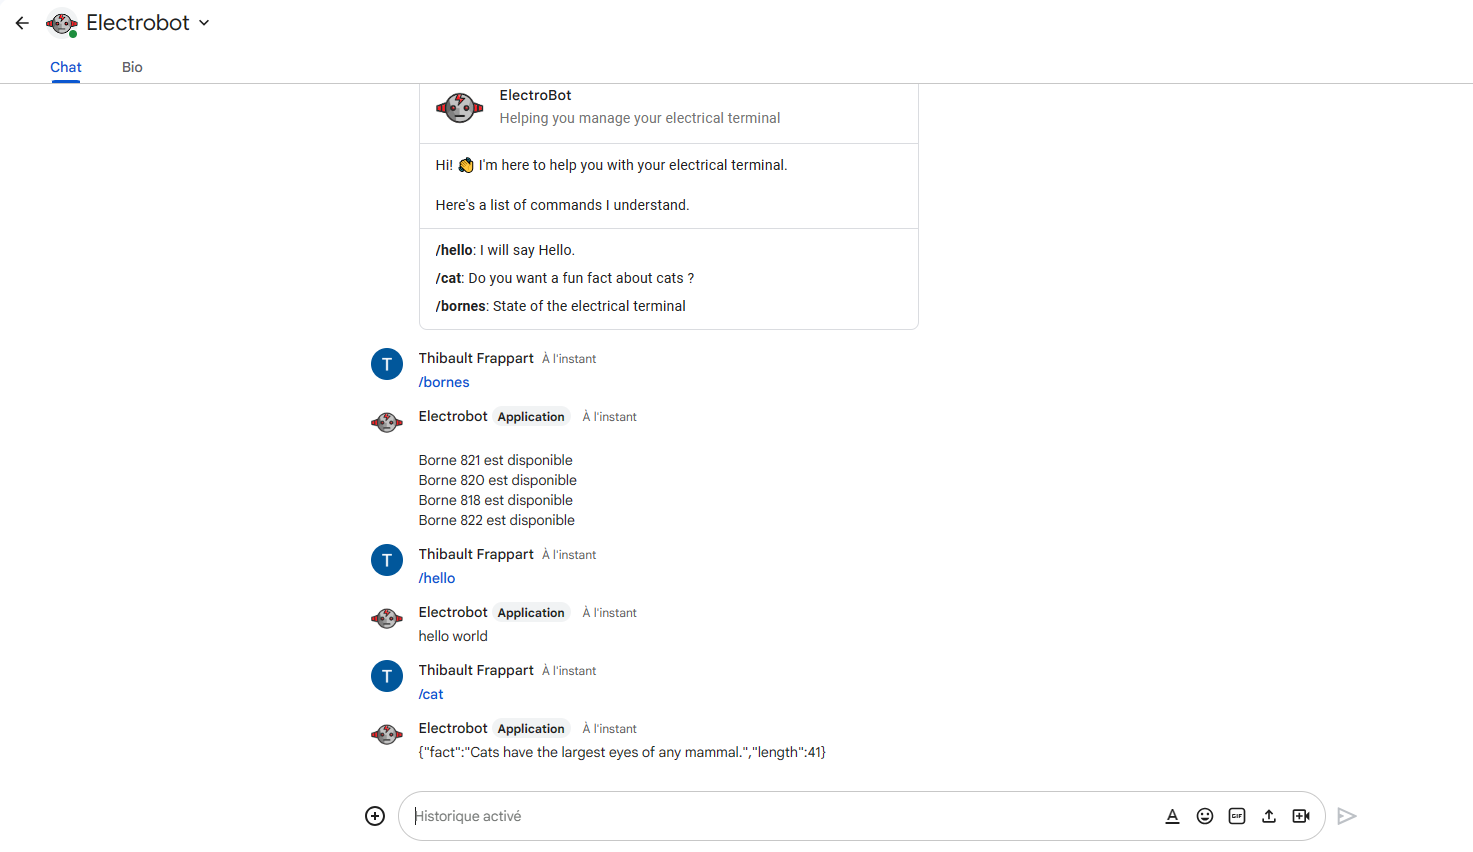 Electrobot
Chat Bio
ElectroBot
Helping you manage your electrical terminal
Hi! 👋 I'm here to help you with your electrical terminal.
Here's a list of commands I understand.
/hello: I will say Hello.
/cat: Do you want a fun fact about cats ?
/bornes: State of the electrical terminal
T Thibault Frappart À l'instant
/bornes
Electrobot Application À l'instant
Borne 821 est disponible
Borne 820 est disponible
Borne 818 est disponible
Borne 822 est disponible
T Thibault Frappart À l'instant
/hello
Electrobot Application À l'instant
hello world
T Thibault Frappart À l'instant
/cat
Electrobot Application À l'instant
{"fact":"Cats have the largest eyes of any mammal.","length":41}
Historique activé A GIF